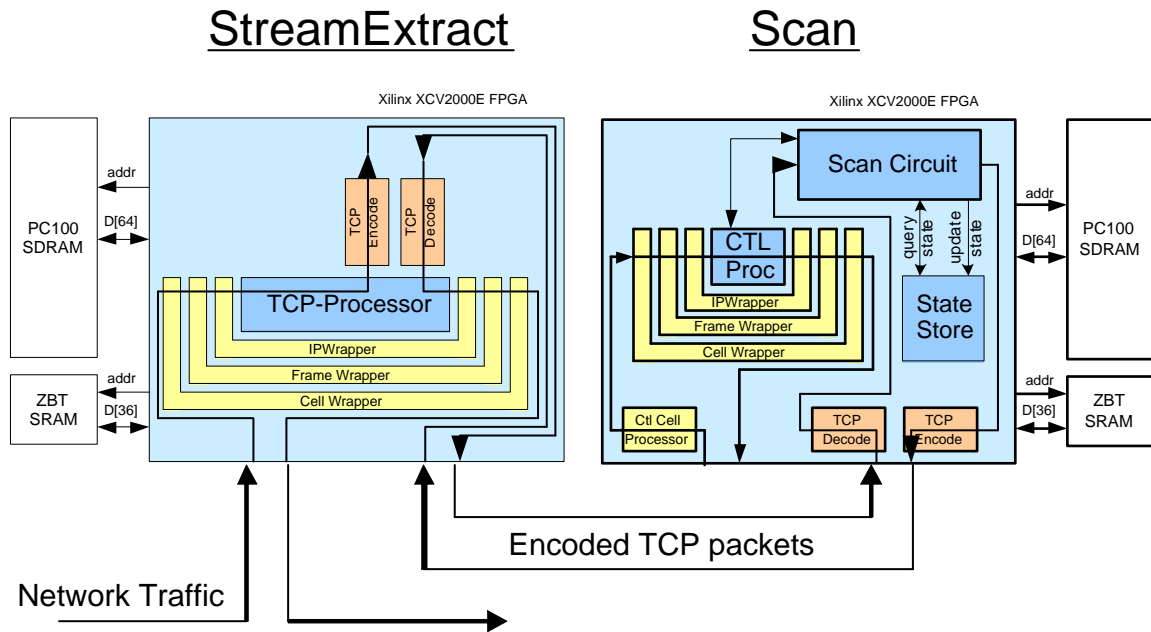 StreamExtract
Scan
Xilinx XCV2000E FPGA
Xilinx XCV2000E FPGA
PC100
SDRAM
addr
D[64]
ZBT
SRAM
addr
D[36]
TCP
Encode
TCP
Decode
TCP-Processor
IPWrapper
Frame Wrapper
Cell Wrapper
Scan Circuit
query
state
update
state
State
Store
CTL
Proc
IPWrapper
Frame Wrapper
Cell Wrapper
Ctl Cell
Processor
TCP
Decode
TCP
Encode
addr
D[64]
PC100
SDRAM
addr
D[36]
ZBT
SRAM
Encoded TCP packets
Network Traffic